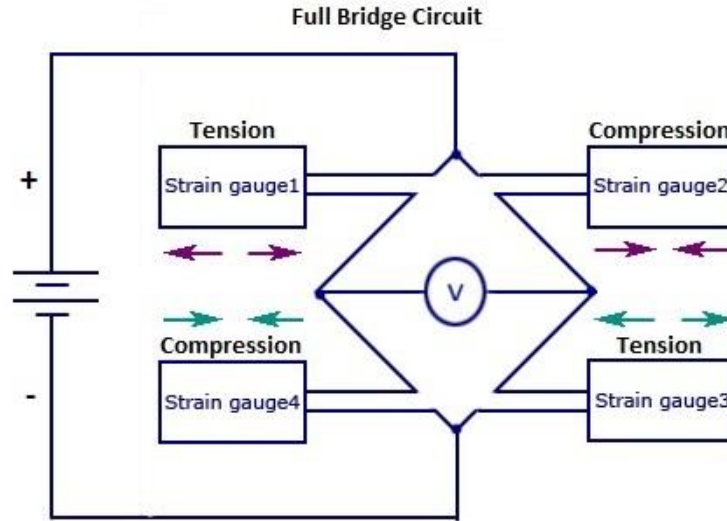 Full Bridge Circuit
Tension
Compression
+
Strain gauge1
Strain gauge2
V
Compression
Tension
-
Strain gauge4
Strain gauge3